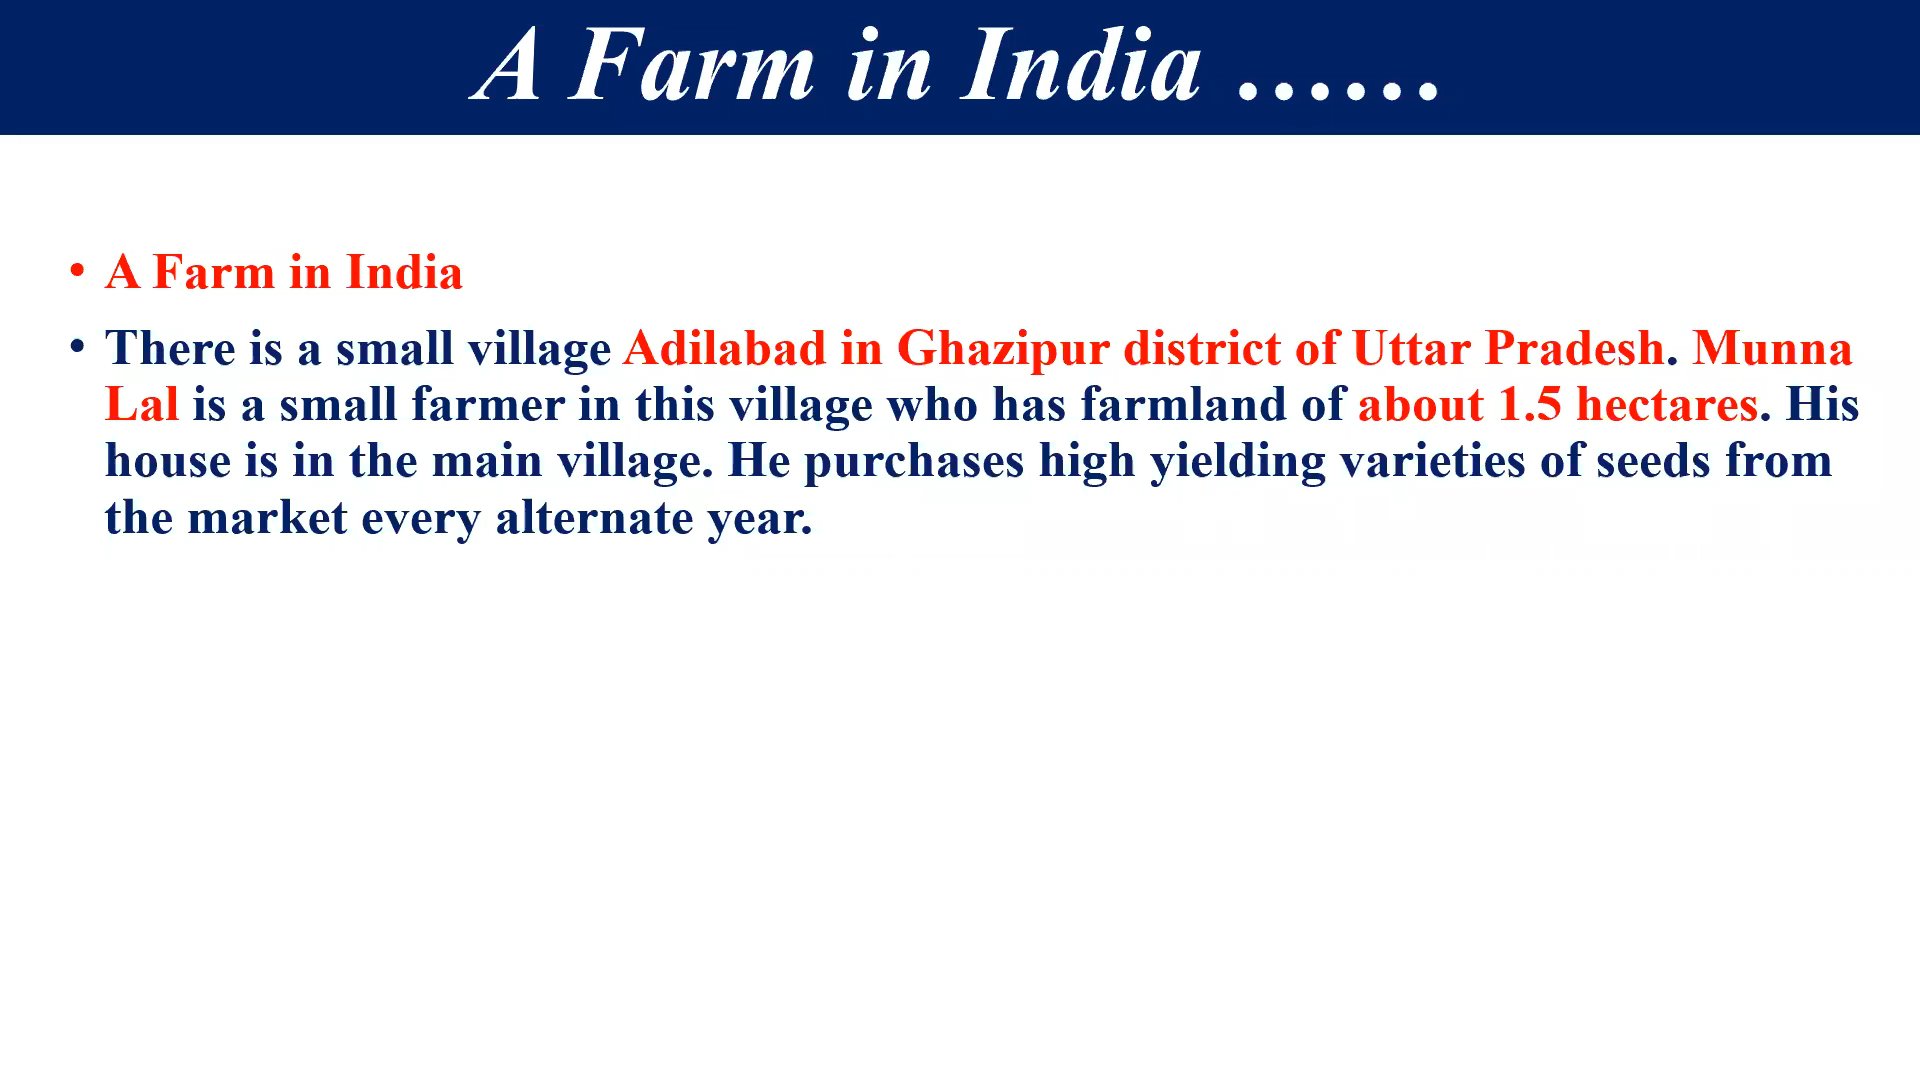 A Farm in India ......
• A Farm in India
• There is a small village Adilabad in Ghazipur district of Uttar Pradesh. Munna
Lal is a small farmer in this village who has farmland of about 1.5 hectares. His
house is in the main village. He purchases high yielding varieties of seeds from
the market every alternate year.